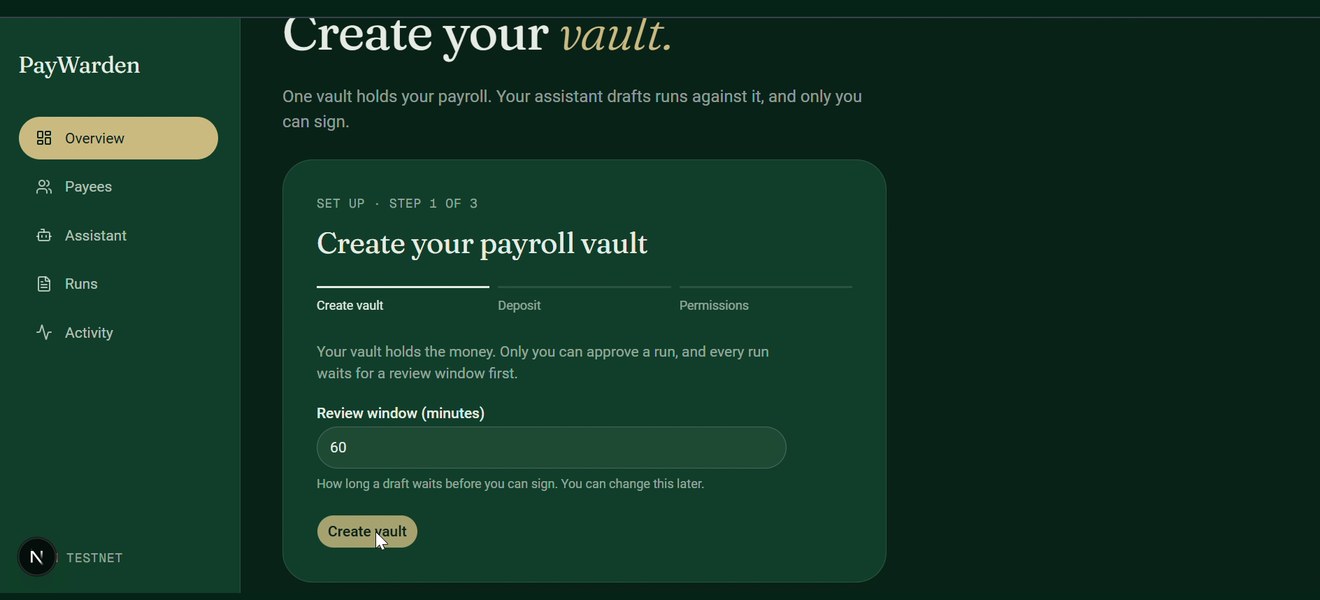 Create your vault.
PayWarden
One vault holds your payroll. Your assistant drafts runs against it, and only you
can sign.
Overview
Payees
Assistant
Runs
Activity
SET UP · STEP 1 OF 3
Create your payroll vault
Create vault
Deposit
Permissions
Your vault holds the money. Only you can approve a run, and every run
waits for a review window first.
Review window (minutes)
60
How long a draft waits before you can sign. You can change this later.
Create vault
N
TESTNET